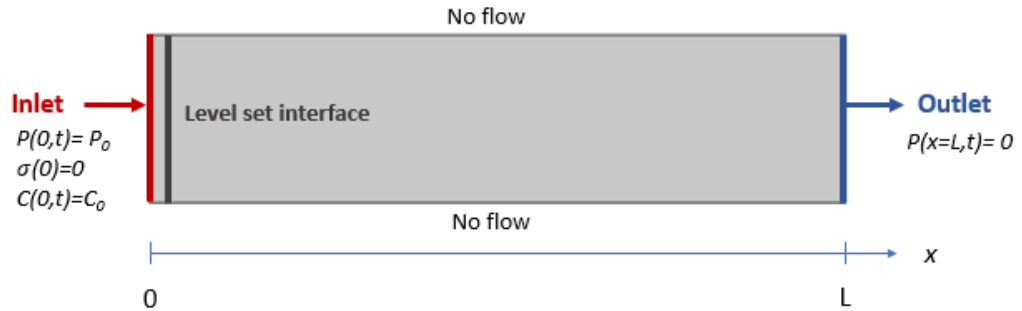 No flow
Inlet
P(0,t)= P₀
σ(0)=0
C(0,t)=C₀
Level set interface
Outlet
P(x=L,t)= 0
No flow
x
0
L